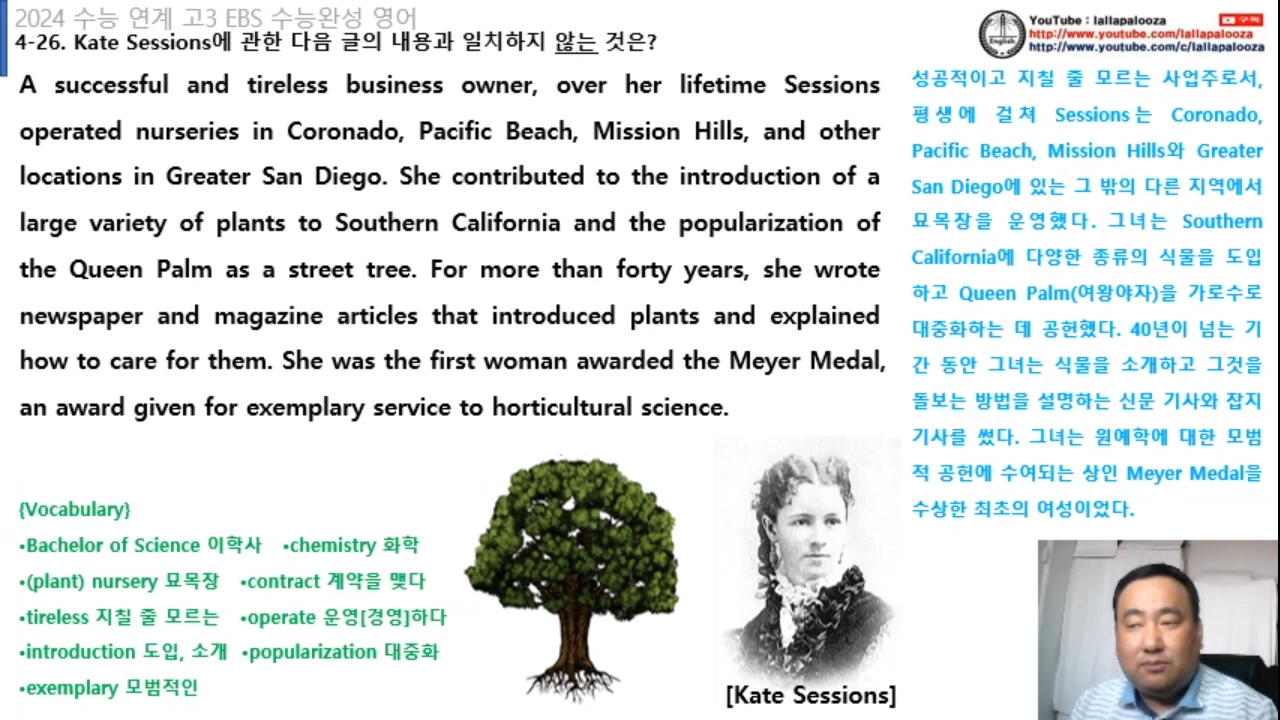 2024 수능 연계 고3 EBS 수능완성 영어
4-26. Kate Sessions에 관한 다음 글의 내용과 일치하지 않는 것은?
YouTube : lallapalooza
구독
http://www.youtube.com/lallapalooza
http://www.youtube.com/c/lallapalooza
English
A successful and tireless business owner, over her lifetime Sessions
operated nurseries in Coronado, Pacific Beach, Mission Hills, and other
locations in Greater San Diego. She contributed to the introduction of a
large variety of plants to Southern California and the popularization of
the Queen Palm as a street tree. For more than forty years, she wrote
newspaper and magazine articles that introduced plants and explained
how to care for them. She was the first woman awarded the Meyer Medal,
an award given for exemplary service to horticultural science.
성공적이고 지칠 줄 모르는 사업주로서,
평생에 걸쳐 Sessions는 Coronado,
Pacific Beach, Mission Hills와 Greater
San Diego에 있는 그 밖의 다른 지역에서
묘목장을 운영했다. 그녀는 Southern
California에 다양한 종류의 식물을 도입
하고 Queen Palm(여왕야자)을 가로수로
대중화하는 데 공헌했다. 40년이 넘는 기
간 동안 그녀는 식물을 소개하고 그것을
돌보는 방법을 설명하는 신문 기사와 잡지
기사를 썼다. 그녀는 원예학에 대한 모범
적 공헌에 수여되는 상인 Meyer Medal을
수상한 최초의 여성이었다.
{Vocabulary}
•Bachelor of Science 이학사 •chemistry 화학
•(plant) nursery 묘목장 •contract 계약을 맺다
•tireless 지칠 줄 모르는 •operate 운영[경영]하다
•introduction 도입, 소개 •popularization 대중화
•exemplary 모범적인
[Kate Sessions]